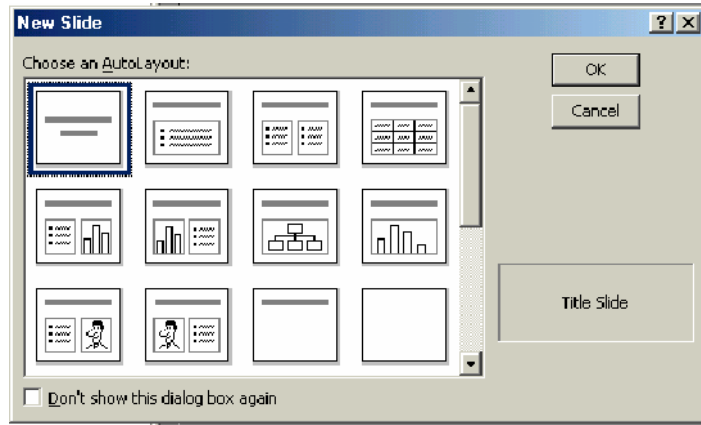 New Slide
Choose an AutoLayout:
OK
Cancel
Title Slide
Don't show this dialog box again